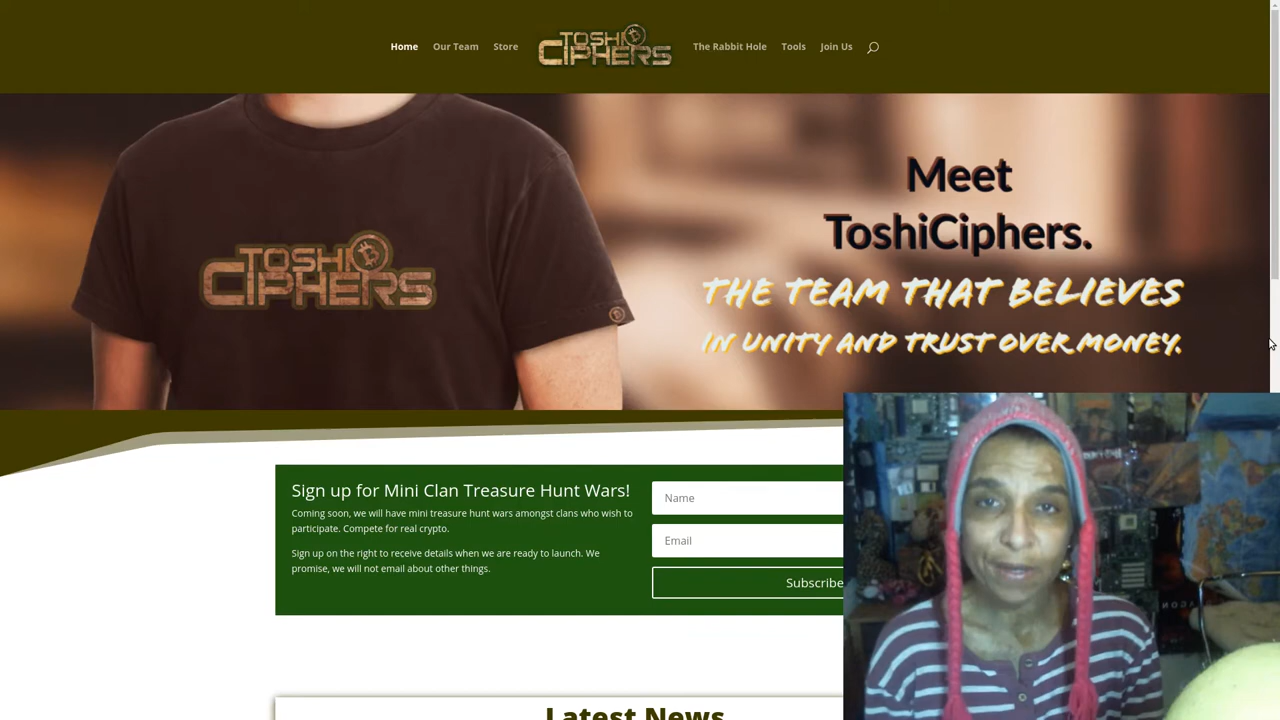 Home
Our Team
Store
TOSHI
CIPHERS
The Rabbit Hole
Tools
Join Us
TOSHI
CIPHERS
Meet
ToshiCiphers.
THE TEAM THAT BELIEVES
IN UNITY AND TRUST OVER MONEY.
Sign up for Mini Clan Treasure Hunt Wars!
Coming soon, we will have mini treasure hunt wars amongst clans who wish to
participate. Compete for real crypto.
Sign up on the right to receive details when we are ready to launch. We
promise, we will not email about other things.
Name
Email
Subscribe
Latest News